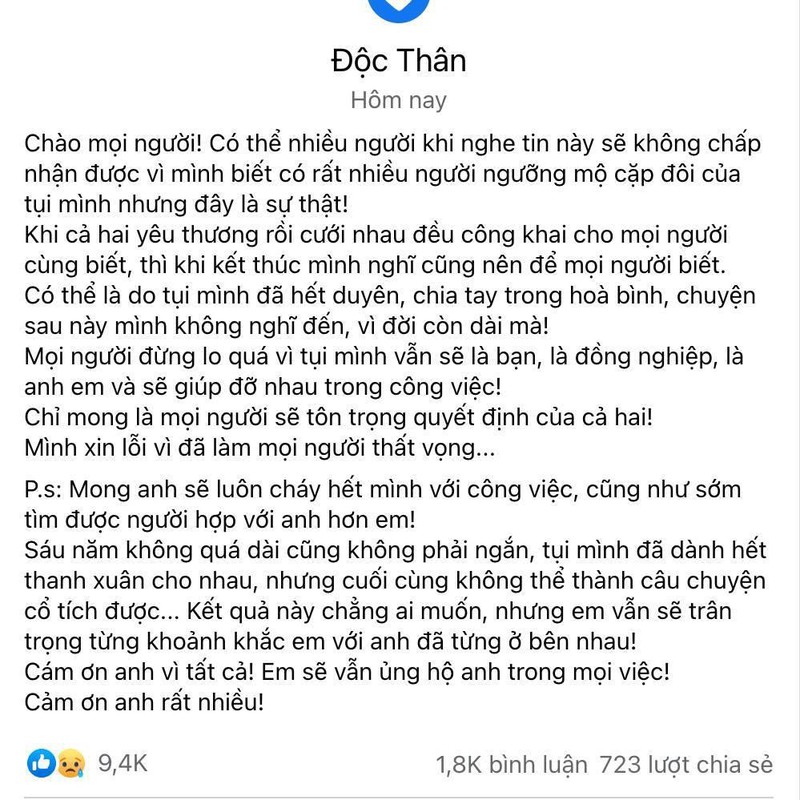 Độc Thân
Hôm nay
Chào mọi người! Có thể nhiều người khi nghe tin này sẽ không chấp
nhận được vì mình biết có rất nhiều người ngưỡng mộ cặp đôi của
tụi mình nhưng đây là sự thật!
Khi cả hai yêu thương rồi cưới nhau đều công khai cho mọi người
cùng biết, thì khi kết thúc mình nghĩ cũng nên để mọi người biết.
Có thể là do tụi mình đã hết duyên, chia tay trong hoà bình, chuyện
sau này mình không nghĩ đến, vì đời còn dài mà!
Mọi người đừng lo quá vì tụi mình vẫn sẽ là bạn, là đồng nghiệp, là
anh em và sẽ giúp đỡ nhau trong công việc!
Chỉ mong là mọi người sẽ tôn trọng quyết định của cả hai!
Mình xin lỗi vì đã làm mọi người thất vọng...
P.s: Mong anh sẽ luôn cháy hết mình với công việc, cũng như sớm
tìm được người hợp với anh hơn em!
Sáu năm không quá dài cũng không phải ngắn, tụi mình đã dành hết
thanh xuân cho nhau, nhưng cuối cùng không thể thành câu chuyện
cổ tích được... Kết quả này chẳng ai muốn, nhưng em vẫn sẽ trân
trọng từng khoảnh khắc em với anh đã từng ở bên nhau!
Cám ơn anh vì tất cả! Em sẽ vẫn ủng hộ anh trong mọi việc!
Cảm ơn anh rất nhiều!
9,4K 1,8K bình luận 723 lượt chia sẻ